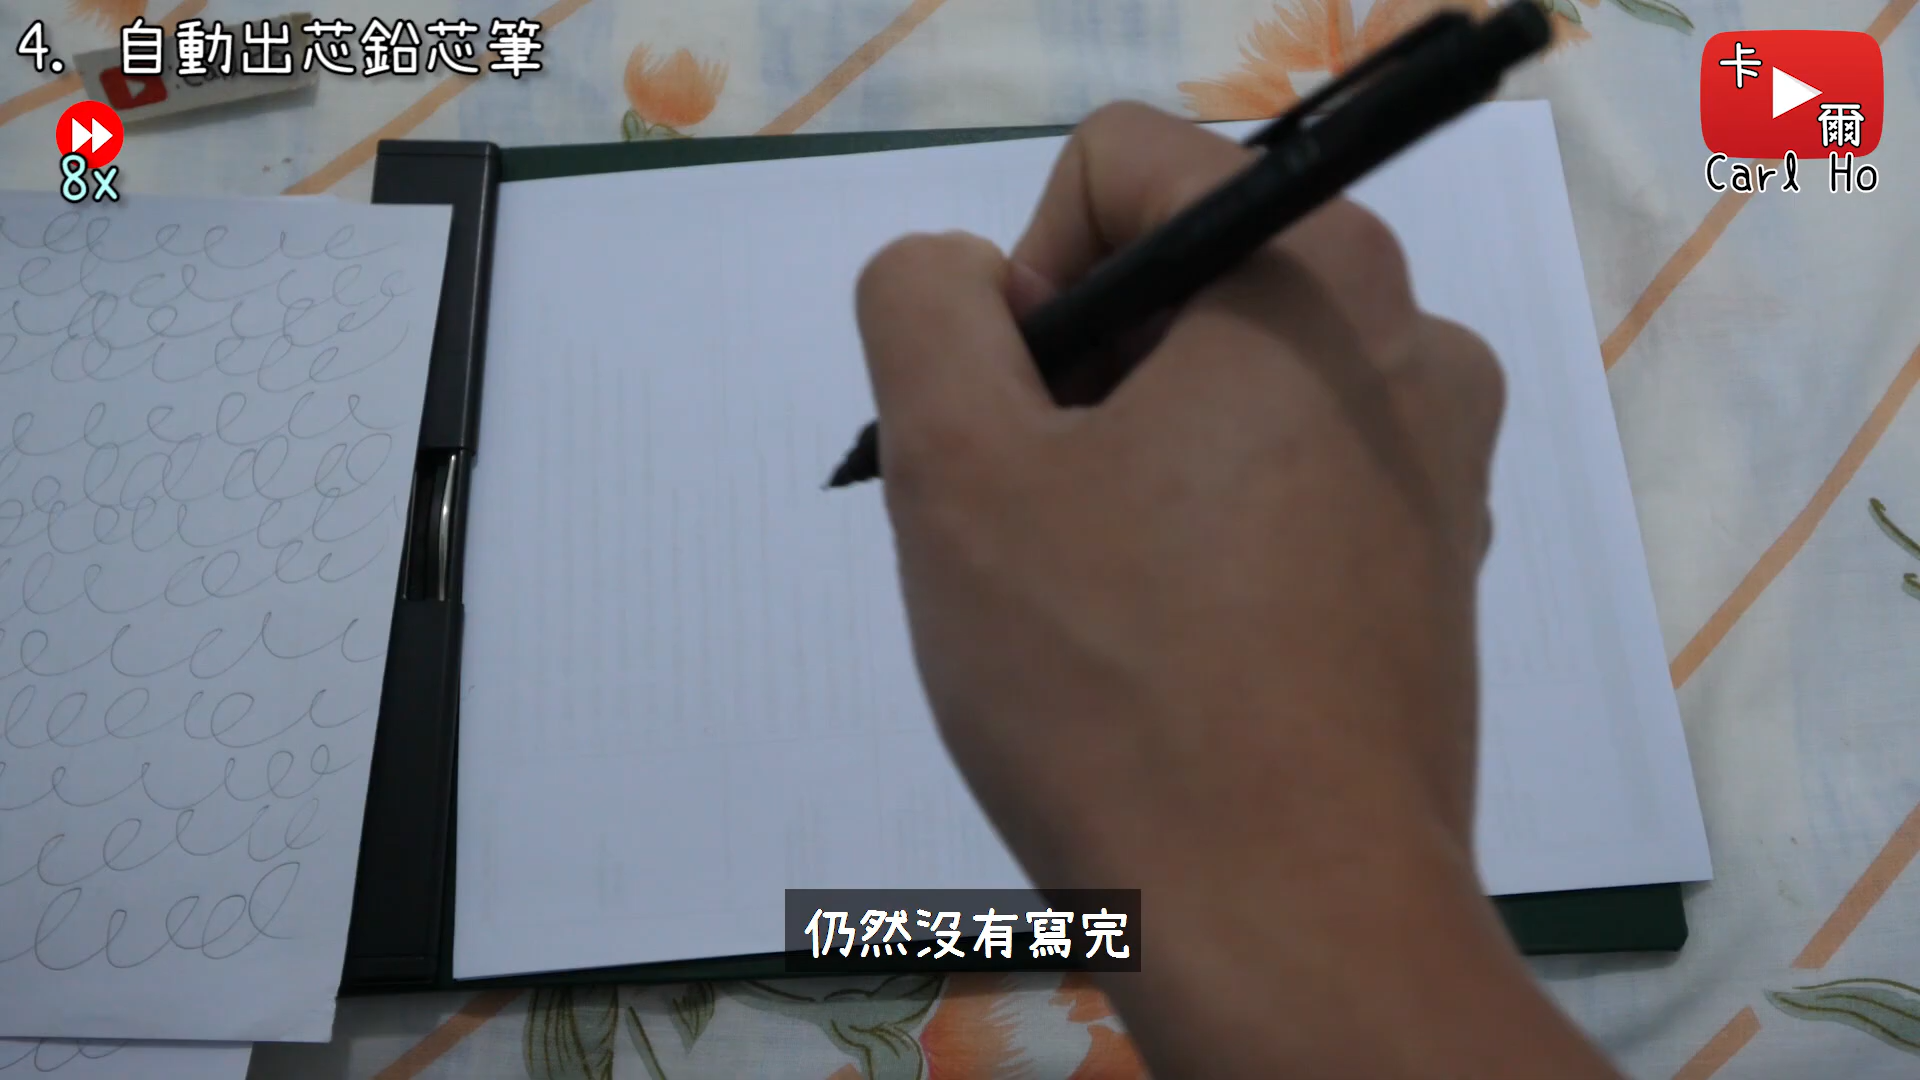 4. 自動出芯鉛芯筆
8x
卡
爾
Carl Ho
仍然沒有寫完